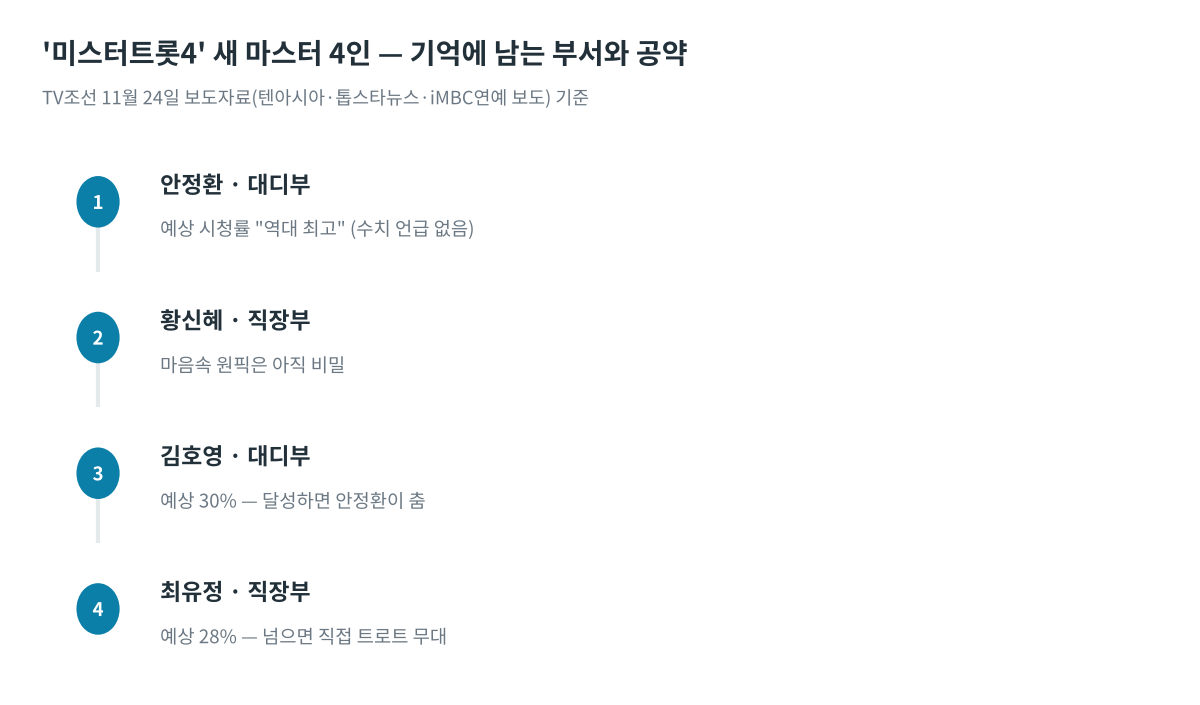 '미스터트롯4' 새 마스터 4인 — 기억에 남는 부서와 공약
TV조선 11월 24일 보도자료(텐아시아·톱스타뉴스·iMBC연예 보도) 기준
1
안정환 · 대디부
예상 시청률 "역대 최고" (수치 언급 없음)
2
황신혜 · 직장부
마음속 원픽은 아직 비밀
3
김호영 · 대디부
예상 30% — 달성하면 안정환이 춤
4
최유정 · 직장부
예상 28% — 넘으면 직접 트로트 무대